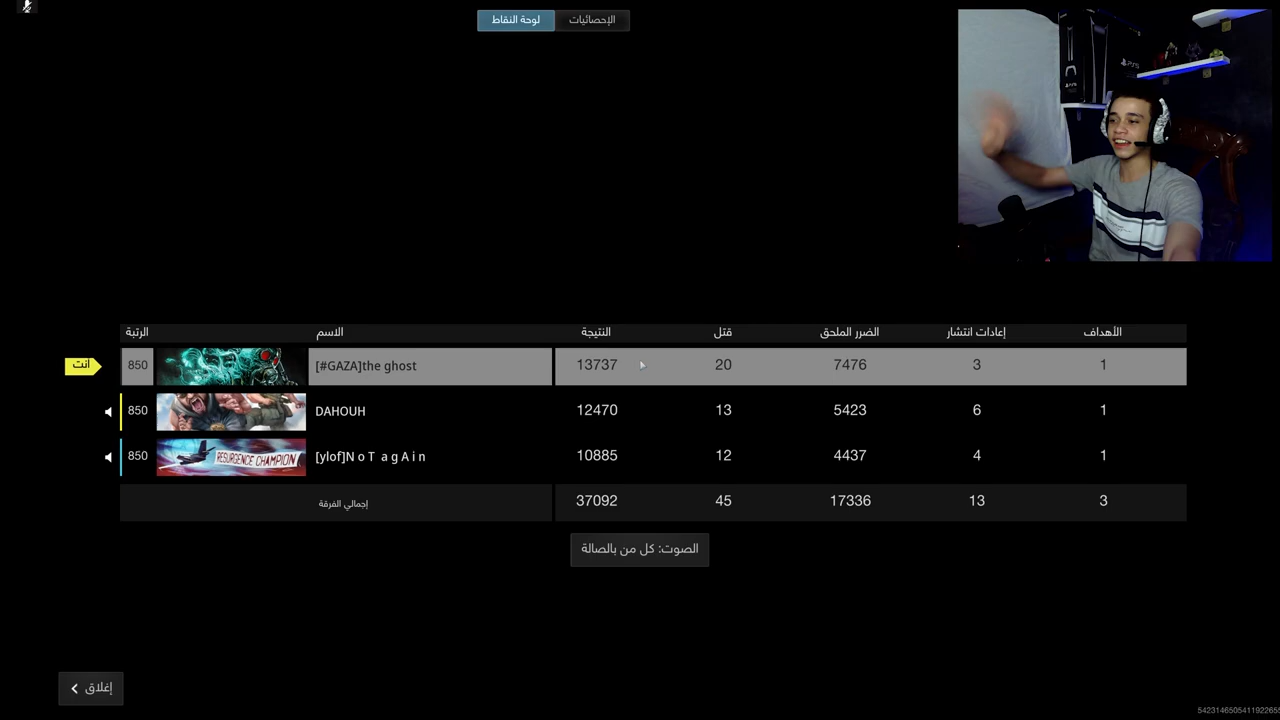 لوحة النقاط الإحصائيات
PS5
PS5
الرتبة الاسم النتيجة قتل الضرر الملحق إعادات انتشار الأهداف
أنت 850 [#GAZA]the ghost 13737 20 7476 3 1
850 DAHOUH 12470 13 5423 6 1
850 RESURGENCE CHAMPION [ylof]N o T a g A i n 10885 12 4437 4 1
إجمالي الفرقة 37092 45 17336 13 3
الصوت: كل من بالصالة
إغلاق